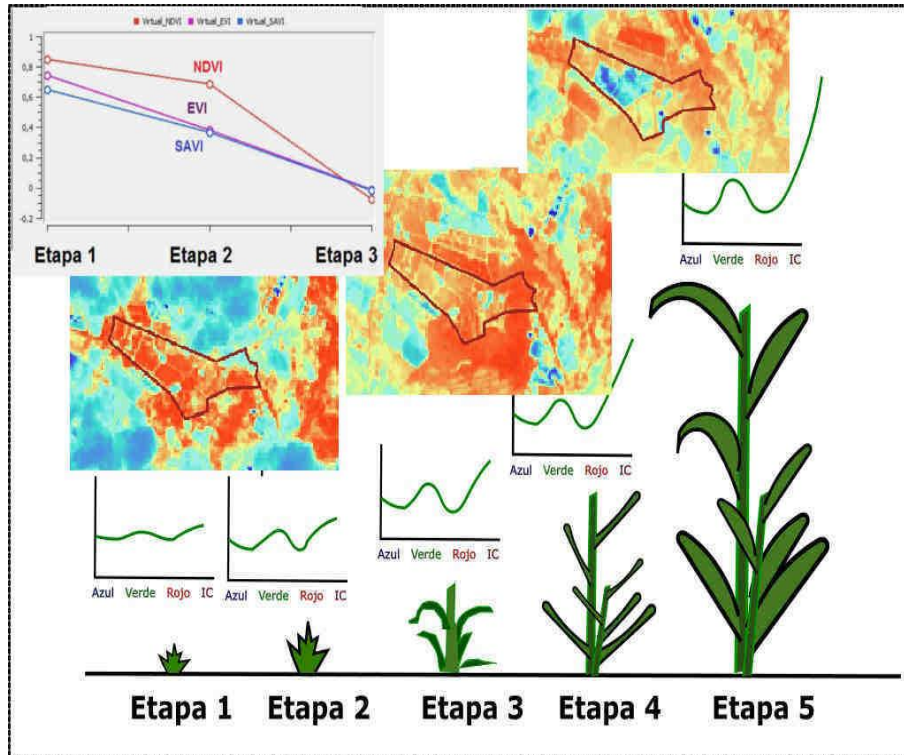 Virtual_NDVI Virtual_EVI Virtual_SAVI
1
0,8
0,6
0,4
0,2
0
-0.2
NDVI
EVI
SAVI
Etapa 1 Etapa 2 Etapa 3
Azul Verde Rojo IC
Azul Verde Rojo IC
Azul Verde Rojo IC
Azul Verde Rojo IC
Azul Verde Rojo IC
Etapa 1 Etapa 2 Etapa 3 Etapa 4 Etapa 5